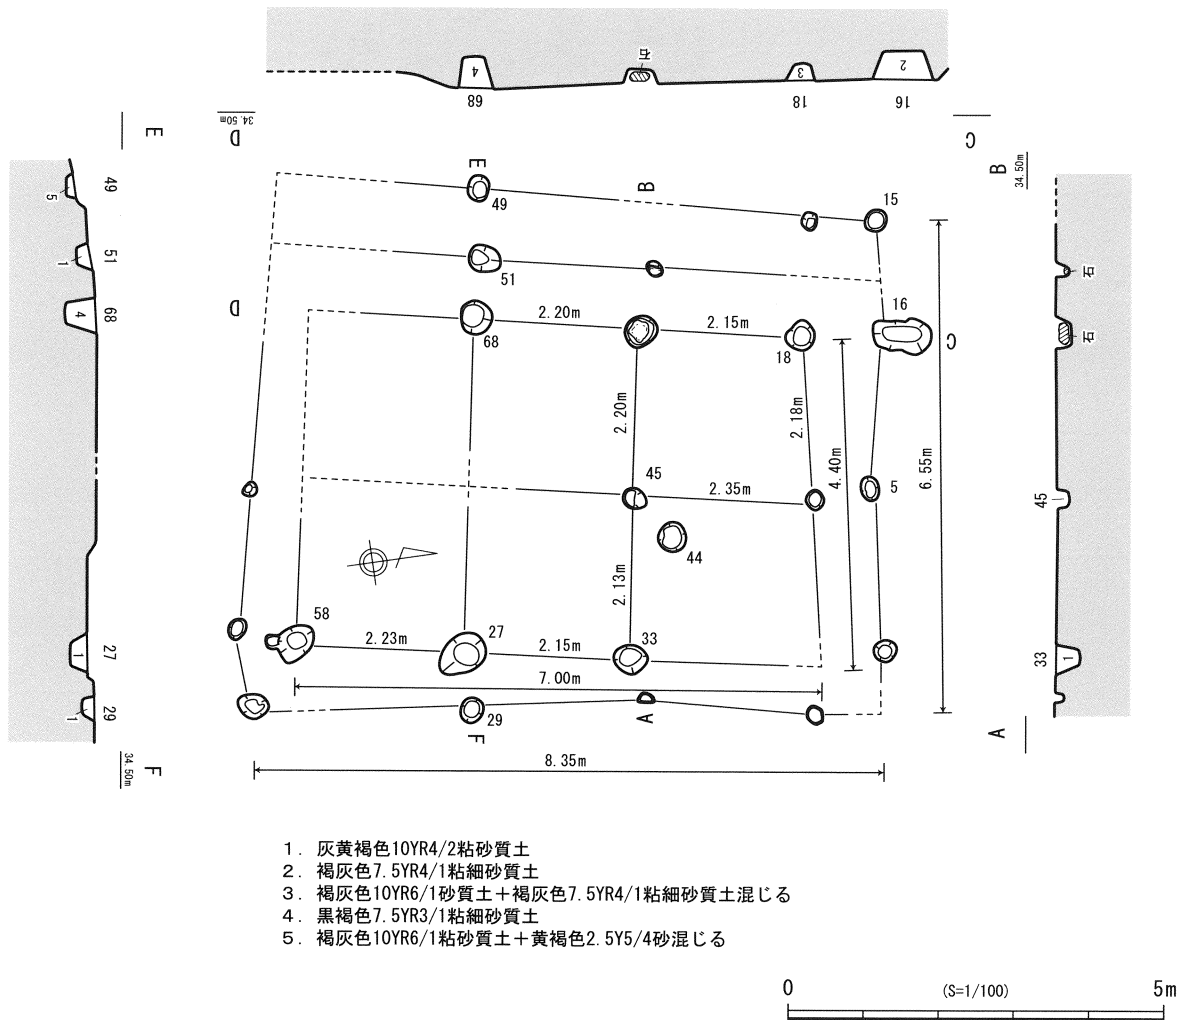 4
石
3
2
68
18
16
34.50m
D
C
E
49
5
51
1
68
4
27
1
29
1
F
34.50m
B
34.50m
石
石
45
33
1
A
E
49
B
15
51
D
68
2.20m
2.15m
18
16
C
2.20m
2.18m
4.40m
6.55m
45
2.35m
5
44
2.13m
58
2.23m
27
2.15m
33
7.00m
29
F
A
8.35m
1. 灰黄褐色10YR4/2粘砂質土
2. 褐灰色7.5YR4/1粘細砂質土
3. 褐灰色10YR6/1砂質土+褐灰色7.5YR4/1粘細砂質土混じる
4. 黒褐色7.5YR3/1粘細砂質土
5. 褐灰色10YR6/1粘砂質土+黄褐色2.5Y5/4砂混じる
0 (S=1/100) 5m